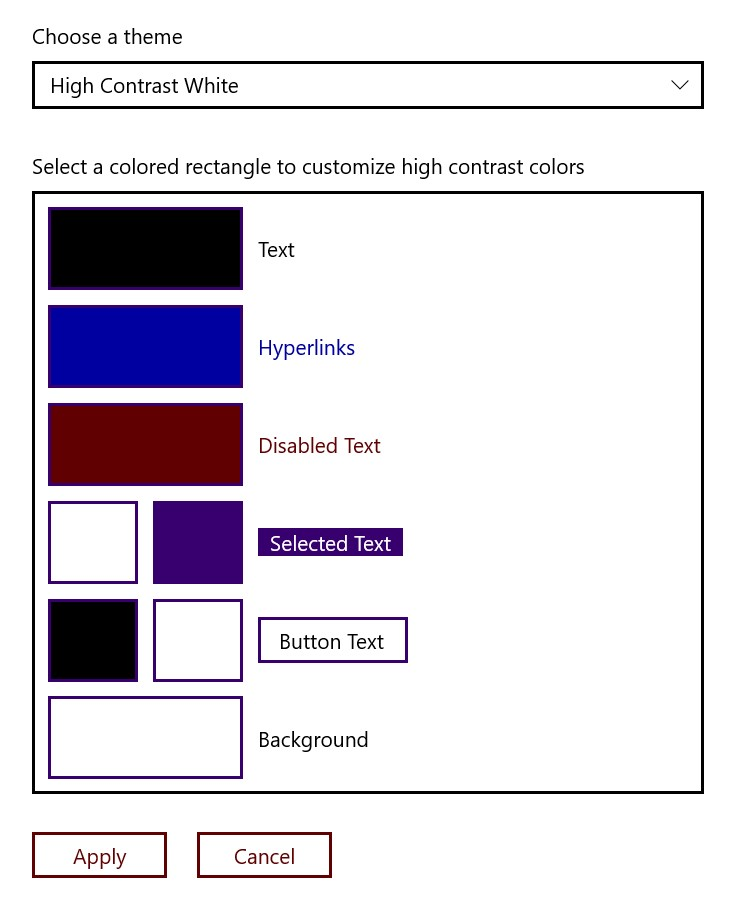 Choose a theme
High Contrast White
Select a colored rectangle to customize high contrast colors
Text
Hyperlinks
Disabled Text
Selected Text
Button Text
Background
Apply
Cancel